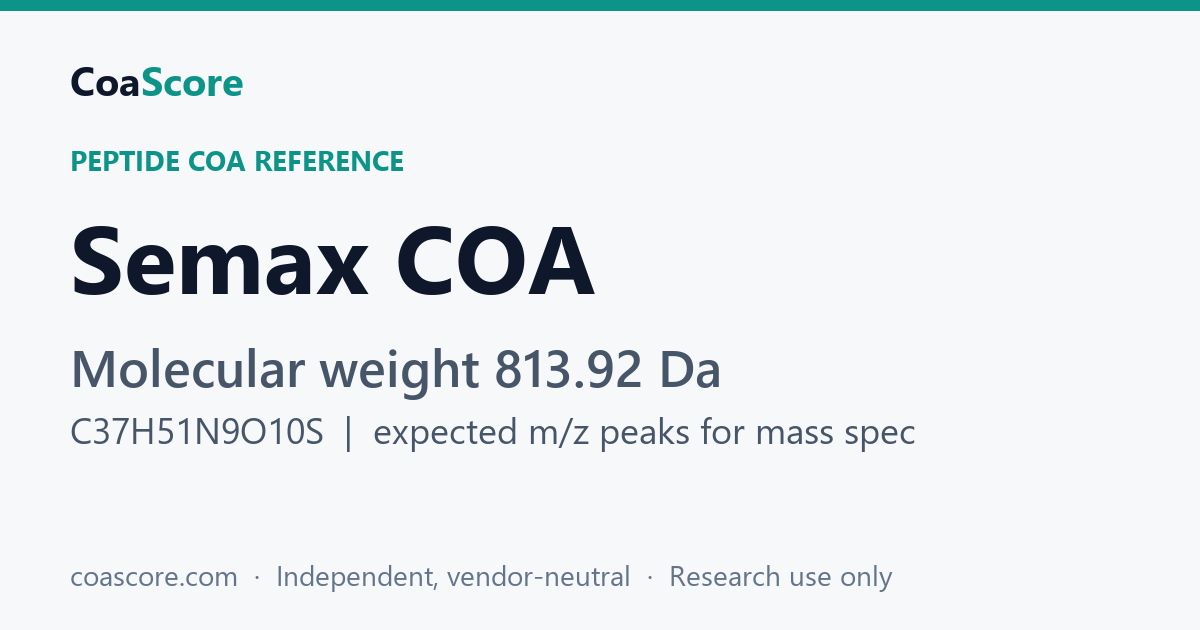 CoaScore
PEPTIDE COA REFERENCE
Semax COA
Molecular weight 813.92 Da
C37H51N9O10S | expected m/z peaks for mass spec
coascore.com · Independent, vendor-neutral · Research use only